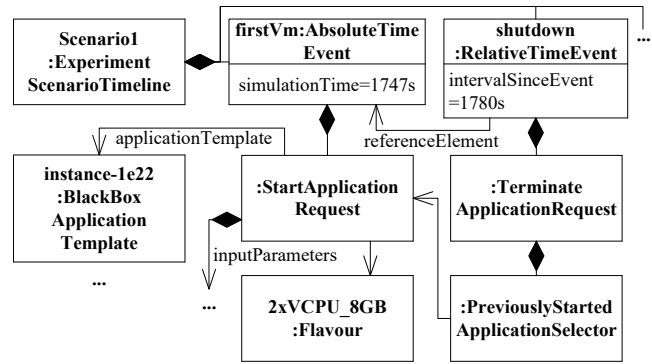 Scenario1
:Experiment
ScenarioTimeline
firstVm:AbsoluteTime
Event
simulationTime=1747s
shutdown
:RelativeTimeEvent
intervalSinceEvent
=1780s
...
applicationTemplate
referenceElement
instance-1e22
:BlackBox
Application
Template
...
:StartApplication
Request
:Terminate
ApplicationRequest
inputParameters
...
2xVCPU_8GB
:Flavour
:PreviouslyStarted
ApplicationSelector